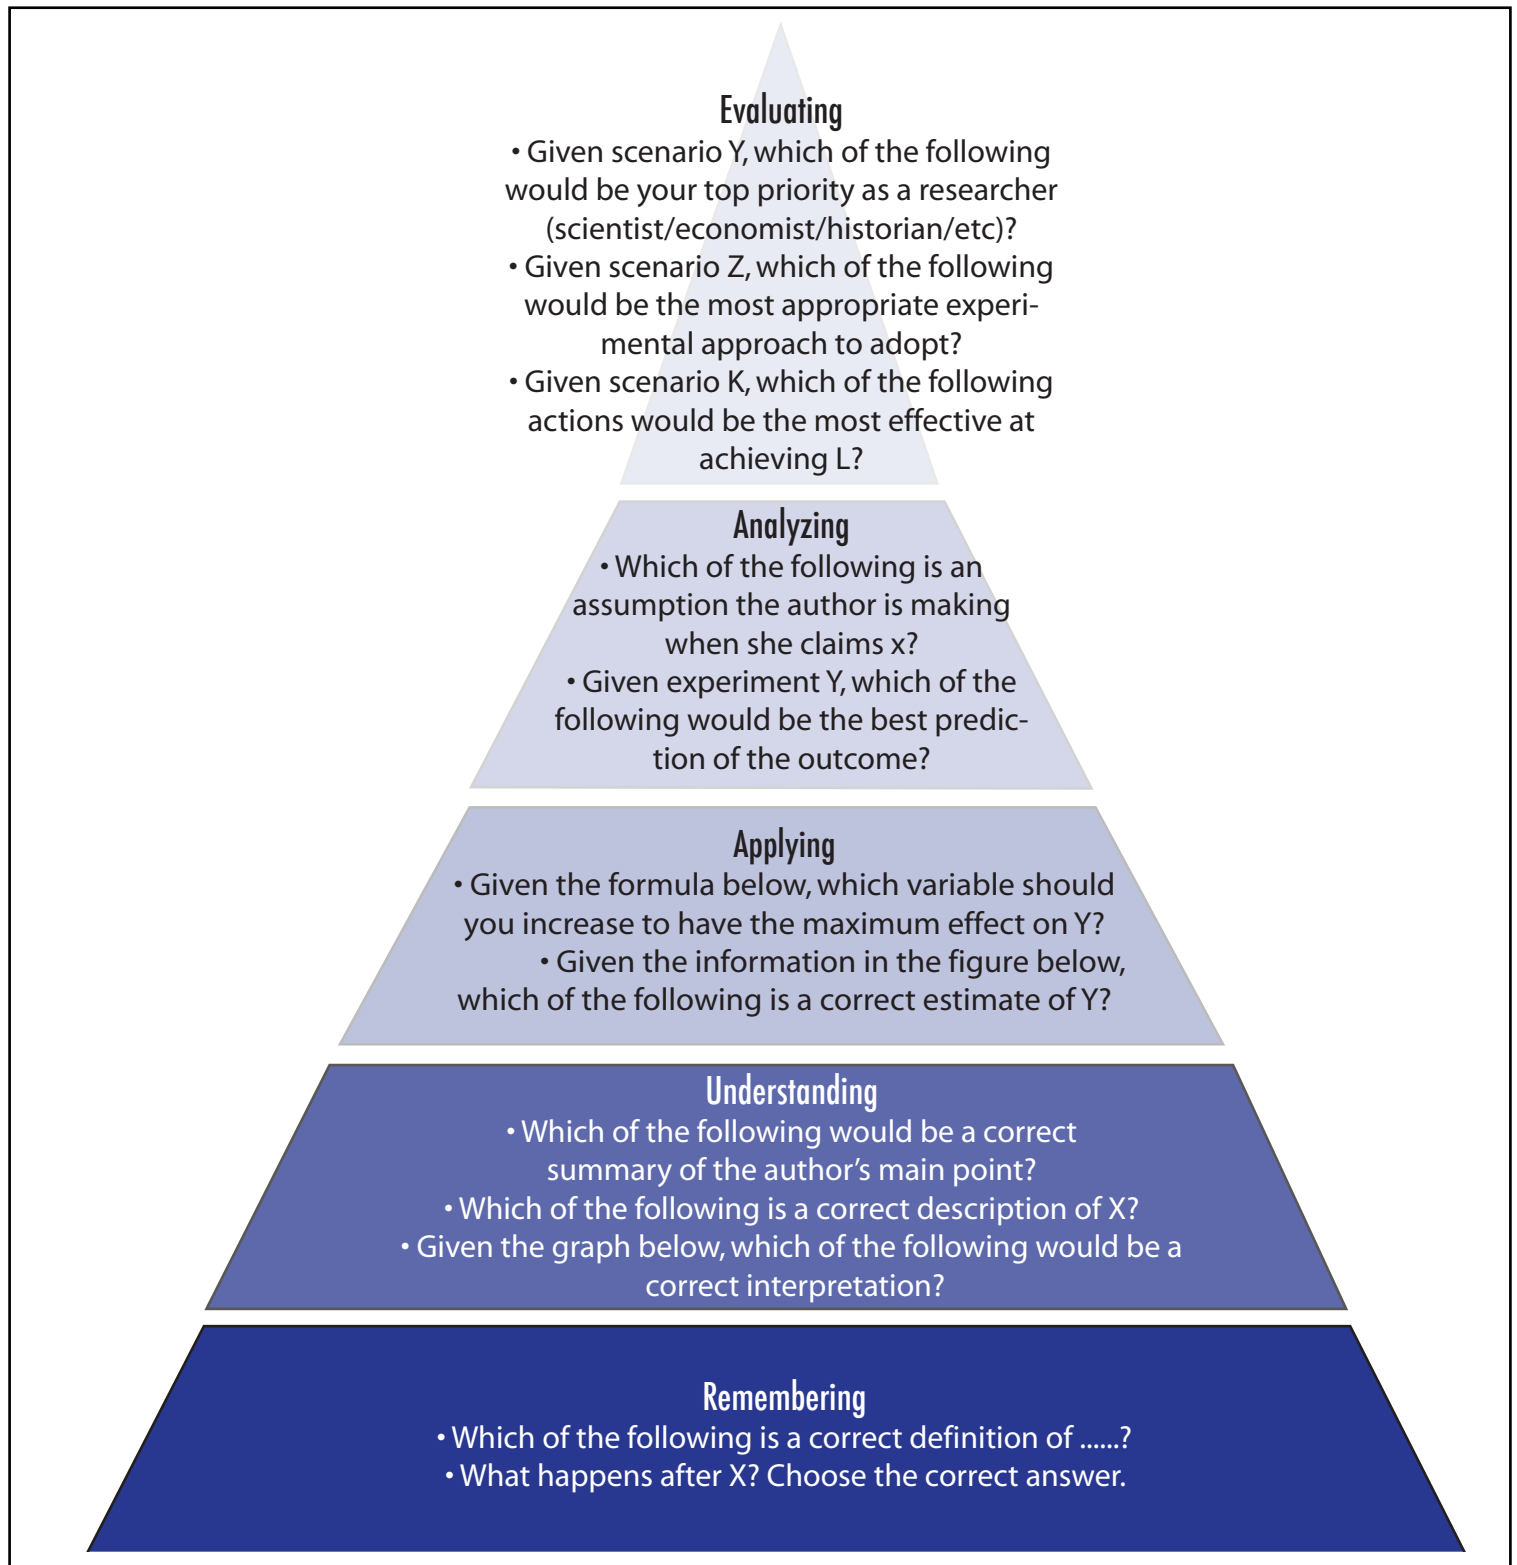 Evaluating
• Given scenario Y, which of the following
would be your top priority as a researcher
(scientist/economist/historian/etc)?
• Given scenario Z, which of the following
would be the most appropriate experi-
mental approach to adopt?
• Given scenario K, which of the following
actions would be the most effective at
achieving L?
Analyzing
• Which of the following is an
assumption the author is making
when she claims x?
• Given experiment Y, which of the
following would be the best predic-
tion of the outcome?
Applying
• Given the formula below, which variable should
you increase to have the maximum effect on Y?
• Given the information in the figure below,
which of the following is a correct estimate of Y?
Understanding
• Which of the following would be a correct
summary of the author’s main point?
• Which of the following is a correct description of X?
• Given the graph below, which of the following would be a
correct interpretation?
Remembering
• Which of the following is a correct definition of ......?
• What happens after X? Choose the correct answer.